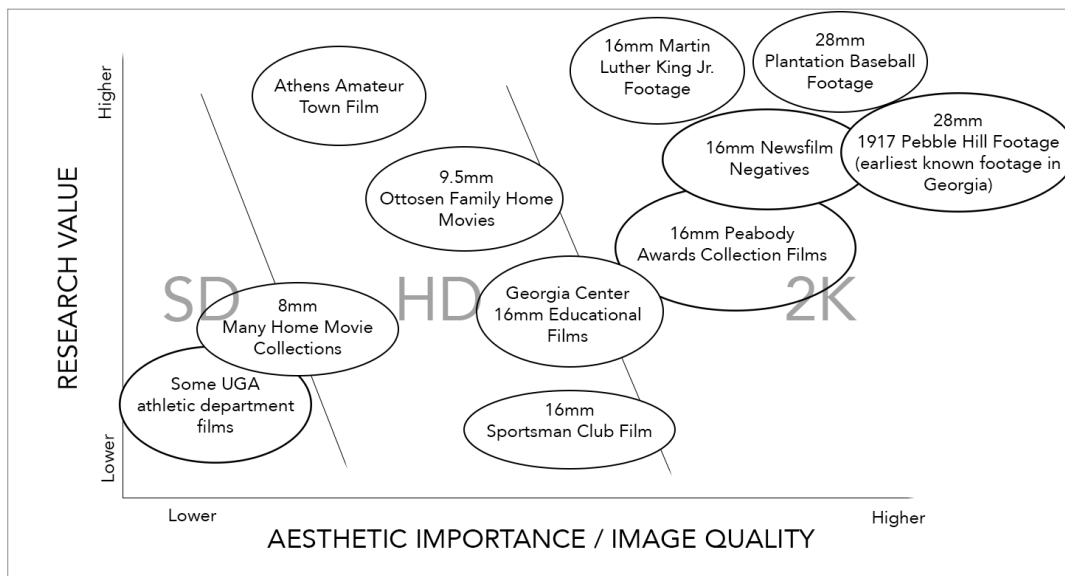 16mm Martin
Luther King Jr.
Footage
28mm
Plantation Baseball
Footage
Athens Amateur
Town Film
Higher
28mm
1917 Pebble Hill Footage
(earliest known footage in
Georgia)
16mm Newsfilm
Negatives
9.5mm
Ottosen Family Home
Movies
16mm Peabody
Awards Collection Films
RESEARCH VALUE
SD
HD
2K
8mm
Many Home Movie
Collections
Georgia Center
16mm Educational
Films
Some UGA
athletic department
films
16mm
Sportsman Club Film
Lower
Lower
Higher
AESTHETIC IMPORTANCE / IMAGE QUALITY